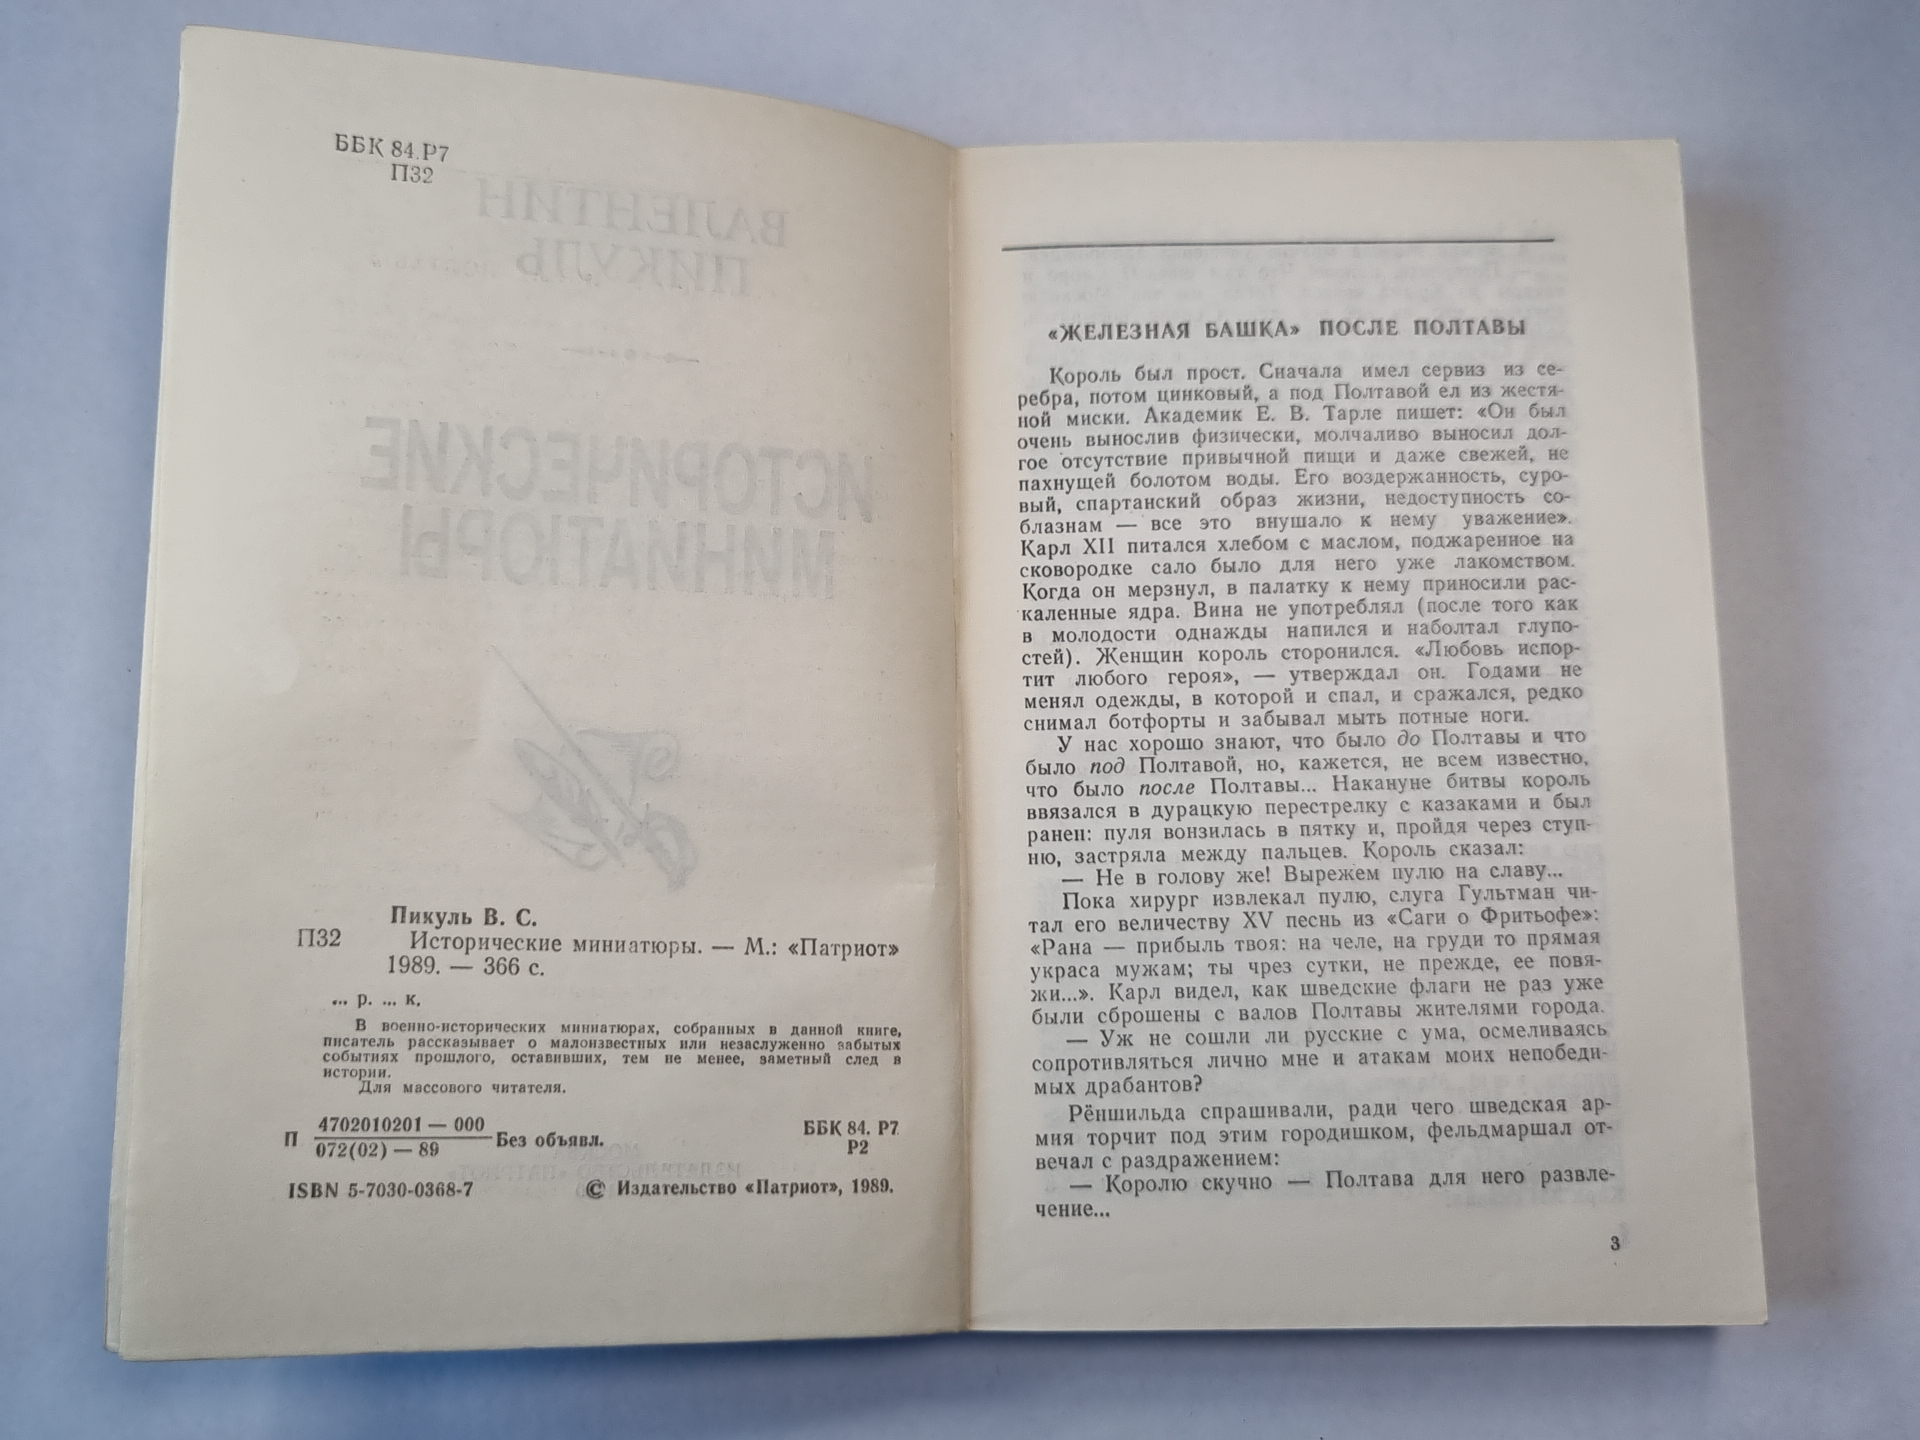 ББК 84.Р7
П32
Пикуль В. С.
П32
Исторические миниатюры. — М.: «Патриот»
1989. — 366 с.
... р. ... к.
В военно-исторических миниатюрах, собранных в данной книге,
писатель рассказывает о малоизвестных или незаслуженно забытых
событиях прошлого, оставивших, тем не менее, заметный след в
истории.
Для массового читателя.
П 4702010201 — 000
072(02) — 89
Без объявл.
ББК 84. Р7
Р2
ISBN 5-7030-0368-7
© Издательство «Патриот», 1989.
«ЖЕЛЕЗНАЯ БАШКА» ПОСЛЕ ПОЛТАВЫ
Король был прост. Сначала имел сервиз из се-
ребра, потом цинковый, а под Полтавой ел из жестя-
ной миски. Академик Е. В. Тарле пишет: «Он был
очень вынослив физически, молчаливо выносил дол-
гое отсутствие привычной пищи и даже свежей, не
пахнущей болотом воды. Его воздержанность, суро-
вый, спартанский образ жизни, недоступность со-
блазнам — все это внушало к нему уважение».
Карл XII питался хлебом с маслом, поджаренное на
сковородке сало было для него уже лакомством.
Когда он мерзнул, в палатку к нему приносили рас-
каленные ядра. Вина не употреблял (после того как
в молодости однажды напился и наболтал глупо-
стей). Женщин король сторонился. «Любовь испор-
тит любого героя», — утверждал он. Годами не
менял одежды, в которой и спал, и сражался, редко
снимал ботфорты и забывал мыть потные ноги.
У нас хорошо знают, что было до Полтавы и что
было под Полтавой, но, кажется, не всем известно,
что было после Полтавы... Накануне битвы король
ввязался в дурацкую перестрелку с казаками и был
ранен: пуля вонзилась в пятку и, пройдя через ступ-
ню, застряла между пальцев. Король сказал:
— Не в голову же! Вырежем пулю на славу...
Пока хирург извлекал пулю, слуга Гультман чи-
тал его величеству XV песнь из «Саги о Фритьофе»:
«Рана — прибыль твоя: на челе, на груди то прямая
украса мужам; ты чрез сутки, не прежде, ее повя-
жи...». Карл видел, как шведские флаги не раз уже
были сброшены с валов Полтавы жителями города.
— Уж не сошли ли русские с ума, осмеливаясь
сопротивляться лично мне и атакам моих непобеди-
мых драбантов?
Рёншильда спрашивали, ради чего шведская ар-
мия торчит под этим городишком, фельдмаршал от-
вечал с раздражением:
— Королю скучно — Полтава для него развле-
чение...
3